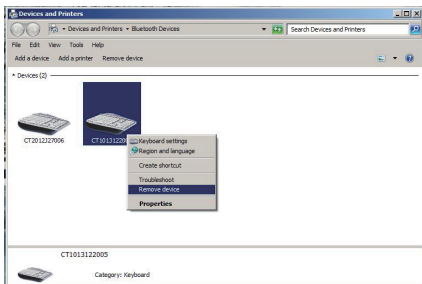 Devices and Printers
Devices and Printers Bluetooth Devices
Search Devices and Printers
File Edit View Tools Help
Add a device Add a printer Remove device
Devices (2)
CT2012J27006
CT1013122005
Keyboard settings
Region and language
Create shortcut
Troubleshoot
Remove device
Properties
CT1013122005
Category: Keyboard